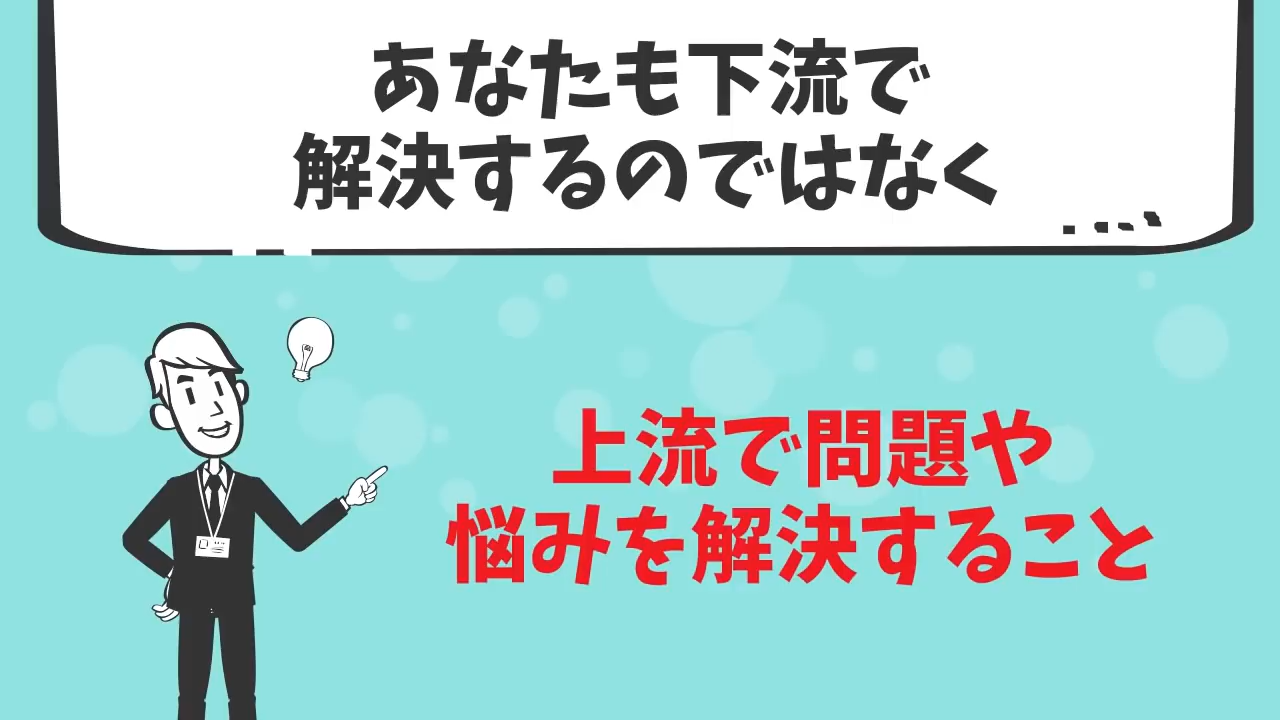 あなたも下流で
解決するのではなく
上流で問題や
悩みを解決すること